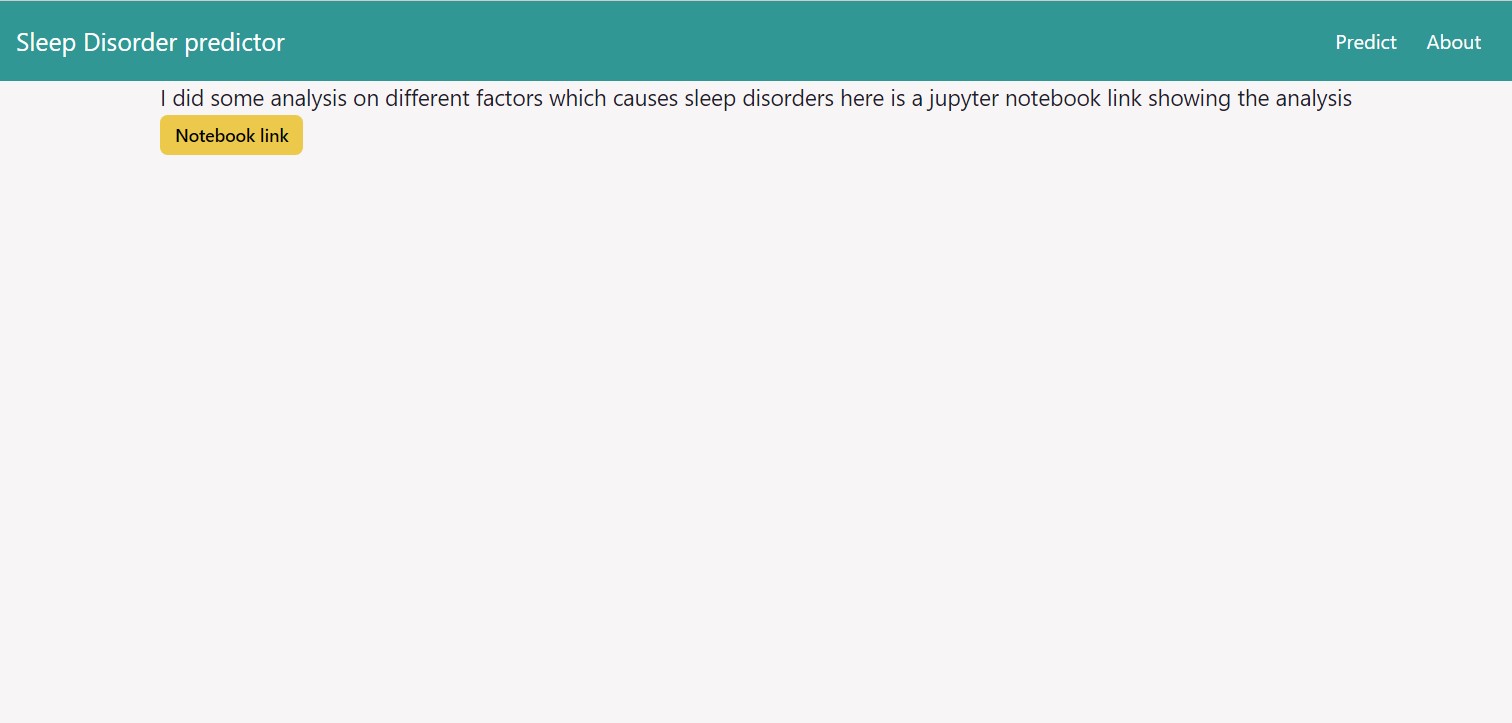 Sleep Disorder predictor Predict About
I did some analysis on different factors which causes sleep disorders here is a jupyter notebook link showing the analysis
Notebook link